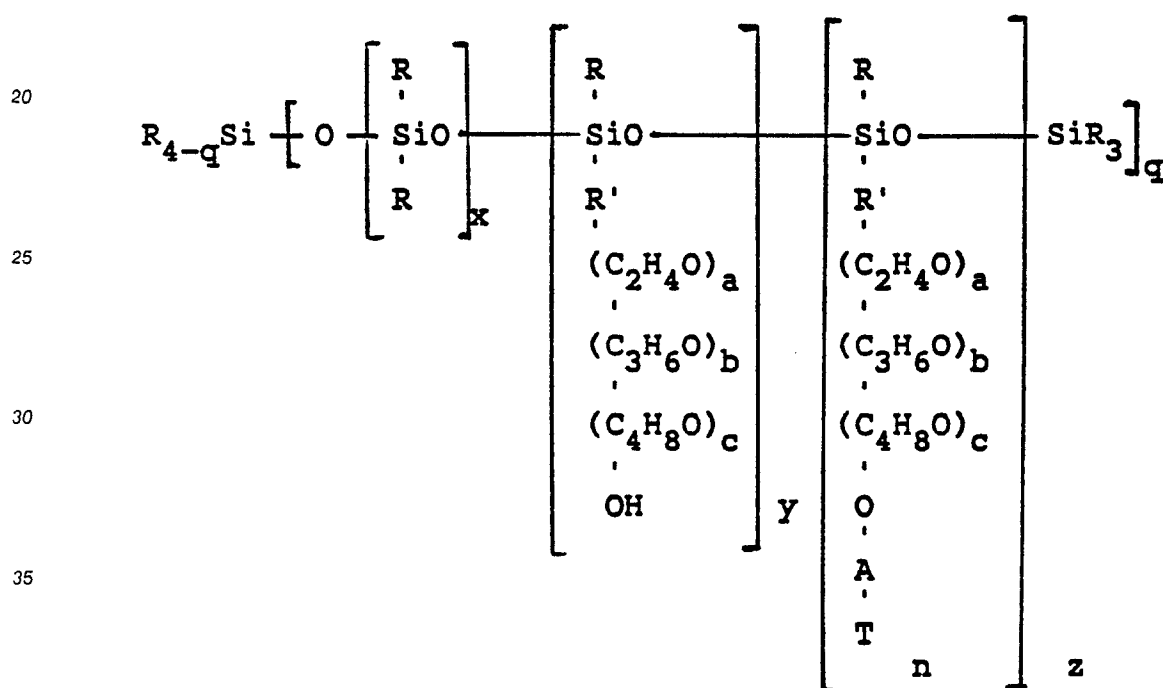 R R R
20
R4-qSi [ O [ SiO SiO SiO SiR3 ]q
R x R' R'
25
(C2H4O)a (C2H4O)a
(C3H6O)b (C3H6O)b
30
(C4H8O)c (C4H8O)c
OH y O
35
A
T
n z